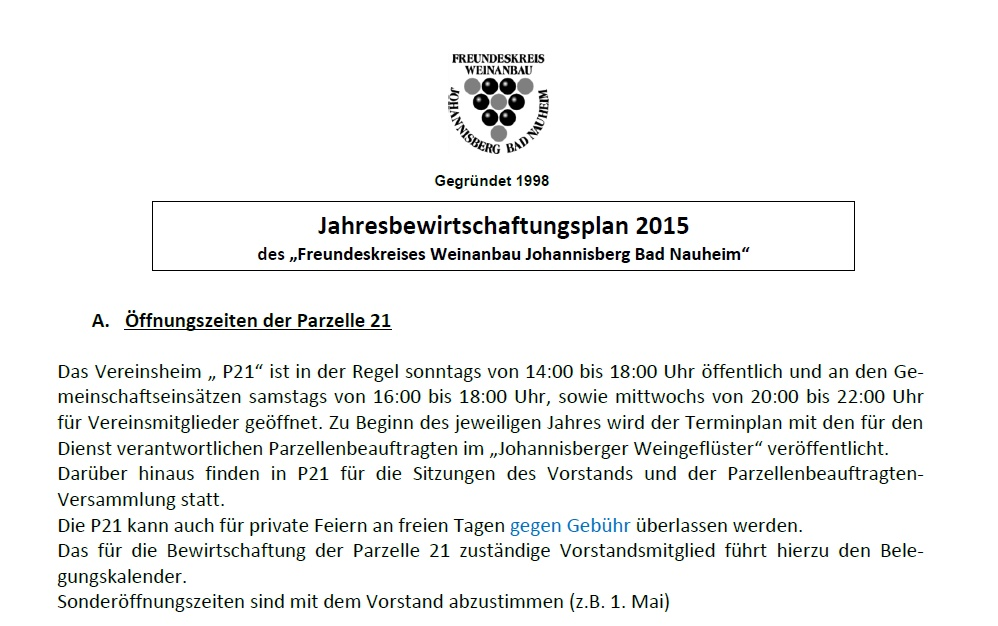 FREUNDESKREIS
WEINANBAU
JOHANNISBERG BAD NAUHEIM
Gegründet 1998
Jahresbewirtschaftungsplan 2015
des „Freundeskreises Weinanbau Johannisberg Bad Nauheim“
A. Öffnungszeiten der Parzelle 21
Das Vereinsheim „ P21“ ist in der Regel sonntags von 14:00 bis 18:00 Uhr öffentlich und an den Ge-
meinschaftseinsätzen samstags von 16:00 bis 18:00 Uhr, sowie mittwochs von 20:00 bis 22:00 Uhr
für Vereinsmitglieder geöffnet. Zu Beginn des jeweiligen Jahres wird der Terminplan mit den für den
Dienst verantwortlichen Parzellenbeauftragten im „Johannisberger Weingeflüster“ veröffentlicht.
Darüber hinaus finden in P21 für die Sitzungen des Vorstands und der Parzellenbeauftragten-
Versammlung statt.
Die P21 kann auch für private Feiern an freien Tagen gegen Gebühr überlassen werden.
Das für die Bewirtschaftung der Parzelle 21 zuständige Vorstandsmitglied führt hierzu den Bele-
gungskalender.
Sonderöffnungszeiten sind mit dem Vorstand abzustimmen (z.B. 1. Mai)